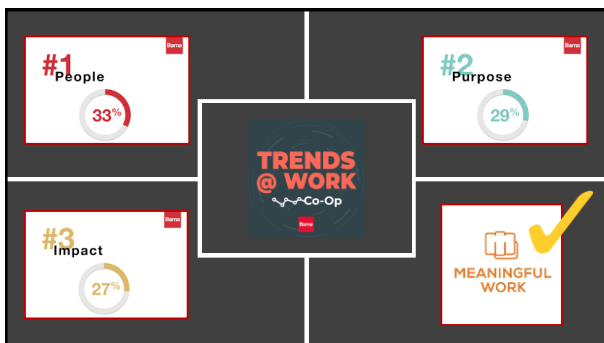 Barna
#1
People
33%
Barna
#2
Purpose
29%
TRENDS
@ WORK
Co-Op
Barna
Barna
#3
Impact
27%
MEANINGFUL
WORK